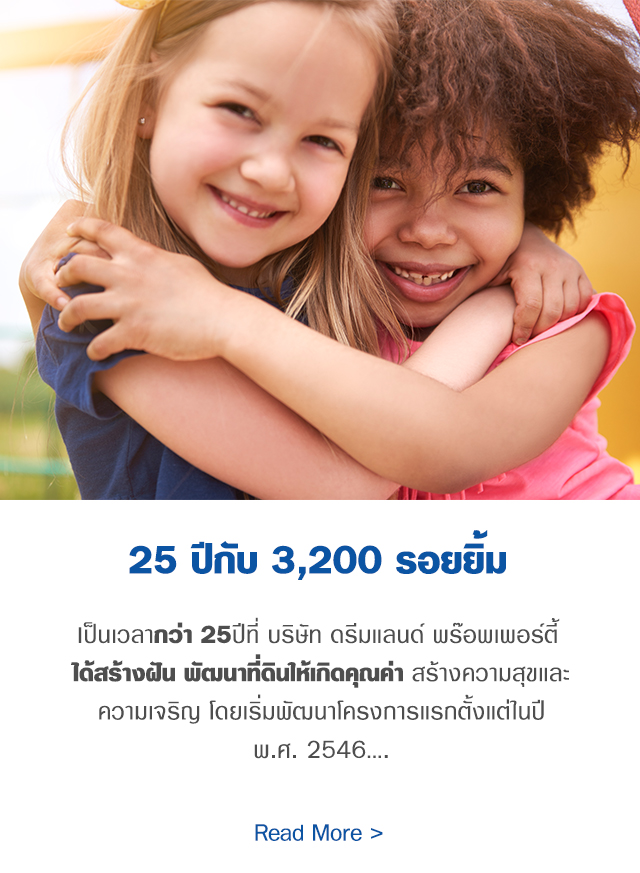 25 ปีกับ 3,200 รอยยิ้ม
เป็นเวลากว่า 25ปีที่ บริษัท ดรีมแลนด์ พร๊อพเพอร์ตี้
ได้สร้างฝัน พัฒนาที่ดินให้เกิดคุณค่า สร้างความสุขและ
ความเจริญ โดยเริ่มพัฒนาโครงการแรกตั้งแต่ในปี
พ.ศ. 2546....
Read More >